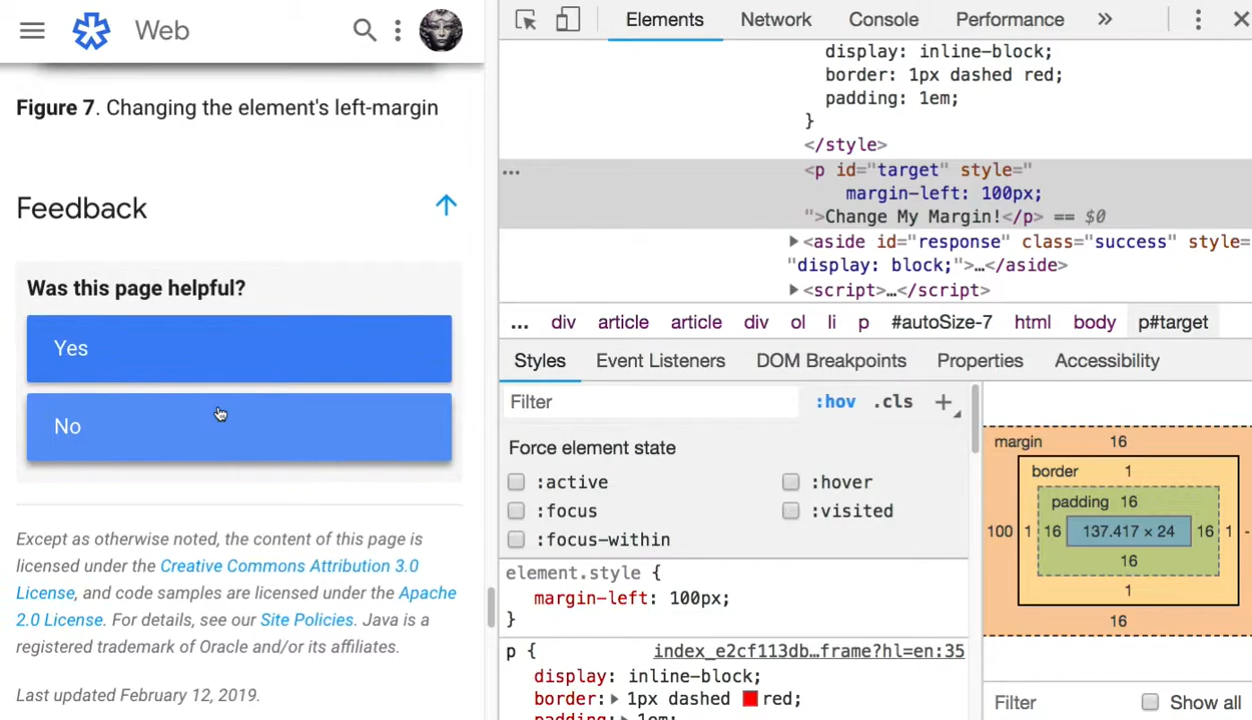 Web
Figure 7. Changing the element's left-margin
Feedback
Was this page helpful?
Yes
No
Except as otherwise noted, the content of this page is
licensed under the Creative Commons Attribution 3.0
License, and code samples are licensed under the Apache
2.0 License. For details, see our Site Policies. Java is a
registered trademark of Oracle and/or its affiliates.
Last updated February 12, 2019.
Elements Network Console Performance »
display: inline-block;
border: 1px dashed red;
padding: 1em;
}
</style>
… <p id="target" style="
margin-left: 100px;
">Change My Margin!</p> == $0
<aside id="response" class="success" style=
"display: block;">…</aside>
<script>…</script>
… div article article div ol li p #autoSize-7 html body p#target
Styles Event Listeners DOM Breakpoints Properties Accessibility
Filter :hov .cls +
Force element state
:active :hover
:focus :visited
:focus-within
element.style {
margin-left: 100px;
}
p { index_e2cf113db…frame?hl=en:35
display: inline-block;
border: 1px dashed red;
padding: 1em;
margin 16
border 1
padding 16
100 1 16 137.417 × 24 16 1 -
16
1
16
Filter Show all